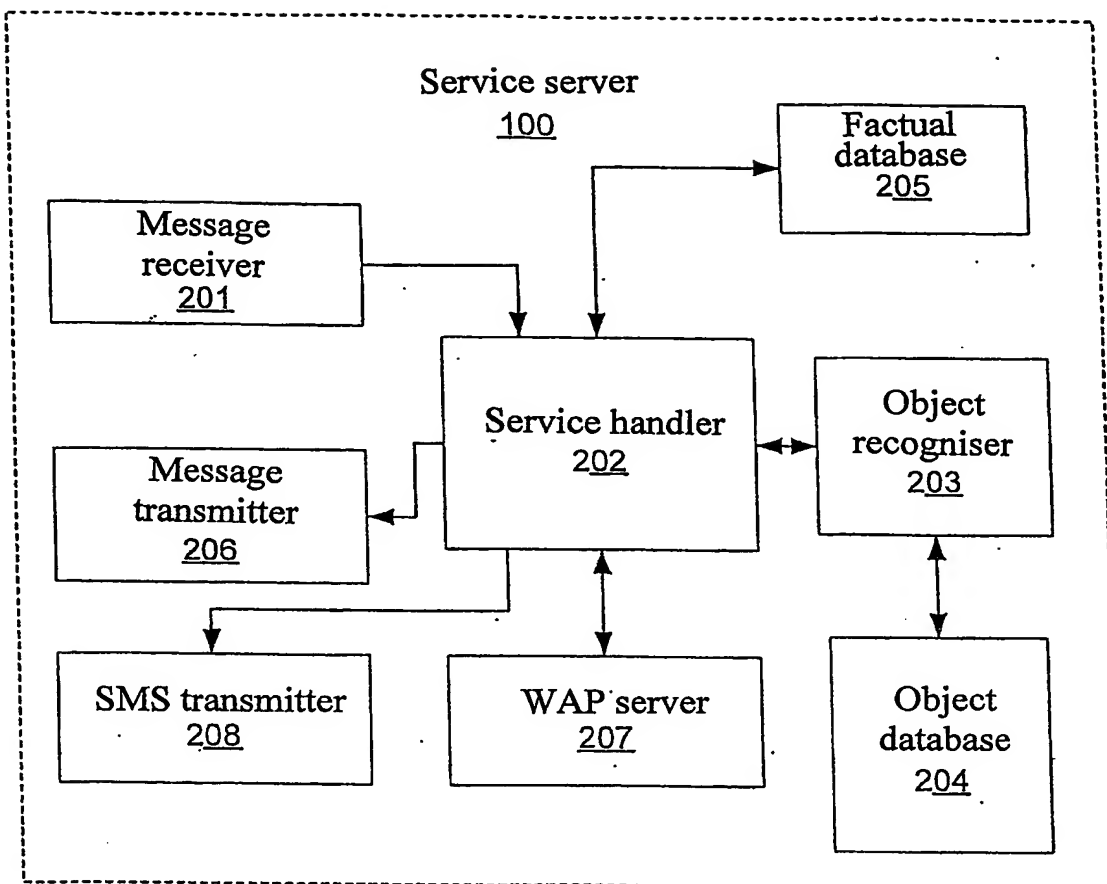 Service server
100
Factual
database
205
Message
receiver
201
Service handler
202
Object
recogniser
203
Message
transmitter
206
SMS transmitter
208
WAP server
207
Object
database
204